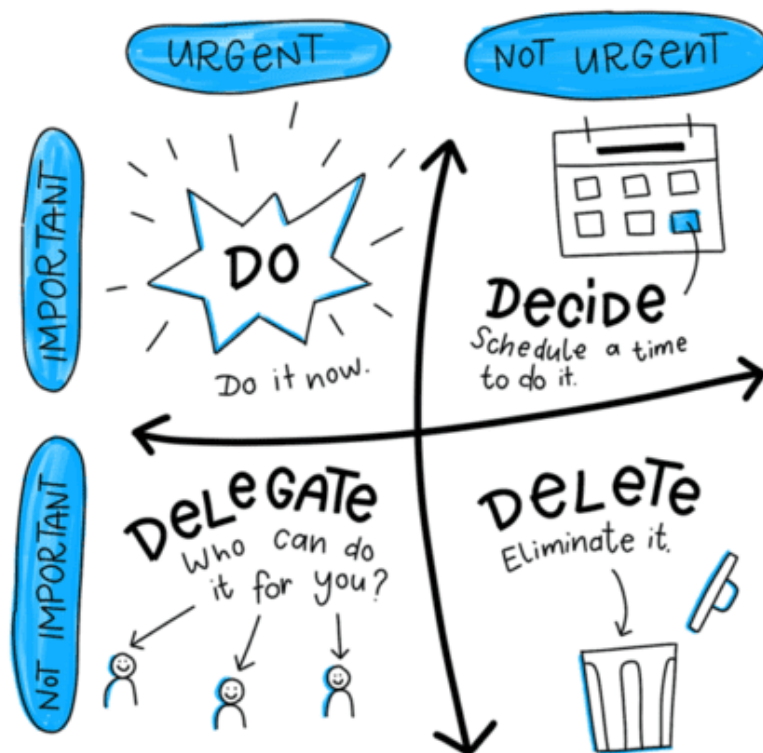 URGENT
NOT URGENT
IMPORTANT
DO
Do it now.
DECIDE
Schedule a time
to do it.
NOT IMPORTANT
DELEGATE
Who can do
it for you?
DELETE
Eliminate it.